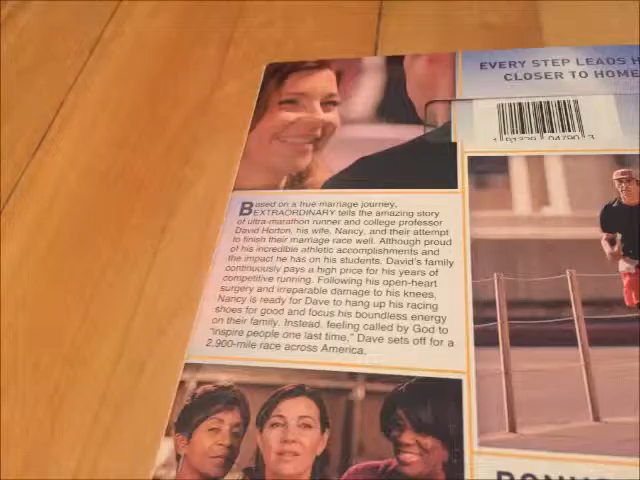 EVERY STEP LEADS H
CLOSER TO HOME
1 91329 04790 3
Based on a true marriage journey,
EXTRAORDINARY tells the amazing story
of ultra-marathon runner and college professor
David Horton, his wife, Nancy, and their attempt
to finish their marriage race well. Although proud
of his incredible athletic accomplishments and
the impact he has on his students, David's family
continuously pays a high price for his years of
competitive running. Following his open-heart
surgery and irreparable damage to his knees,
Nancy is ready for Dave to hang up his racing
shoes for good and focus his boundless energy
on their family. Instead, feeling called by God to
"inspire people one last time," Dave sets off for a
2,900-mile race across America.